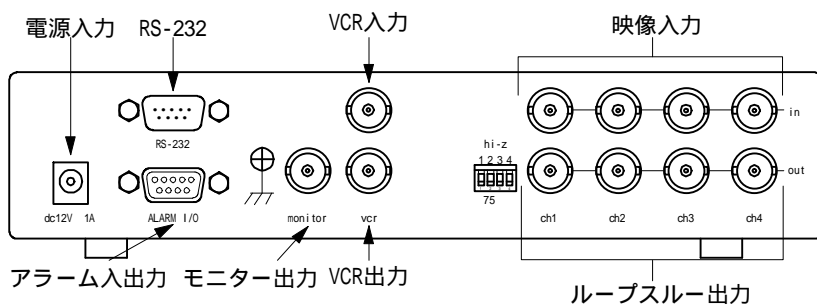 電源入力 RS-232 VCR入力 映像入力
RS-232
in
hi-z
1 2 3 4
out
75
dc12V 1A ALARM I/O monitor vcr ch1 ch2 ch3 ch4
アラーム入出力 モニター出力 VCR出力 ループスルー出力